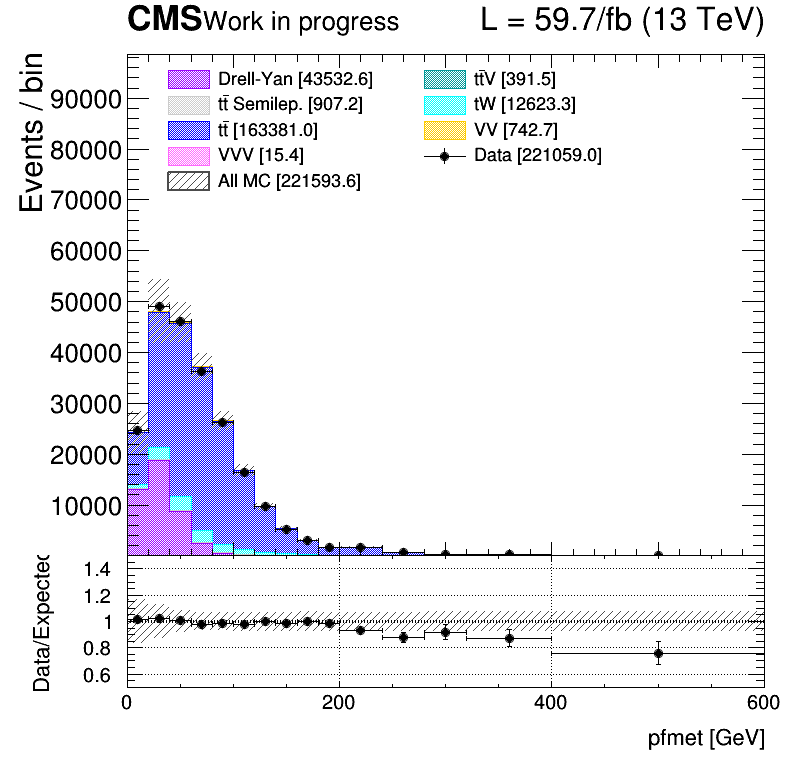 CMS Work in progress L = 59.7/fb (13 TeV)
Events / bin
Drell-Yan [43532.6] tt̄V [391.5]
tt̄ Semilep. [907.2] tW [12623.3]
tt̄ [163381.0] VV [742.7]
VVV [15.4] Data [221059.0]
All MC [221593.6]
90000
80000
70000
60000
50000
40000
30000
20000
10000
Data/Expected
1.4
1.2
1
0.8
0.6
0 200 400 600
pfmet [GeV]